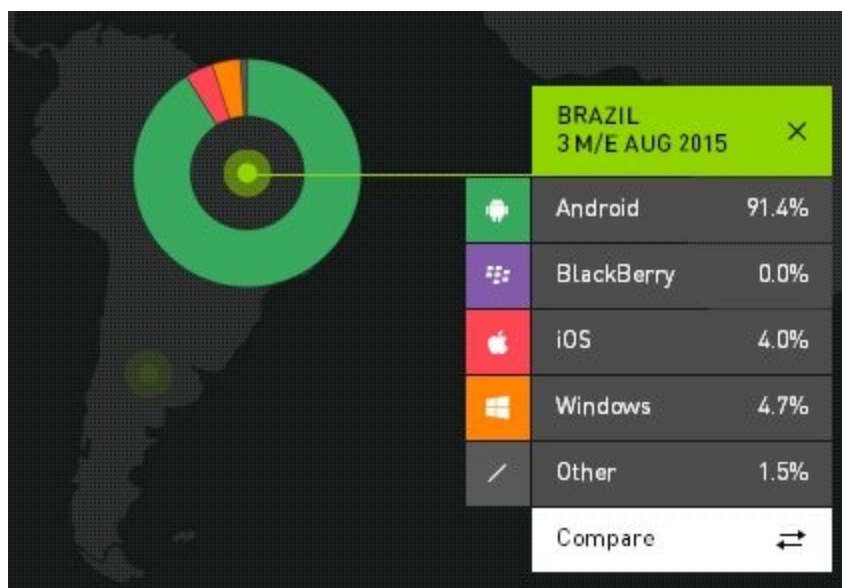 BRAZIL
3 M/E AUG 2015
Android 91.4%
BlackBerry 0.0%
iOS 4.0%
Windows 4.7%
Other 1.5%
Compare